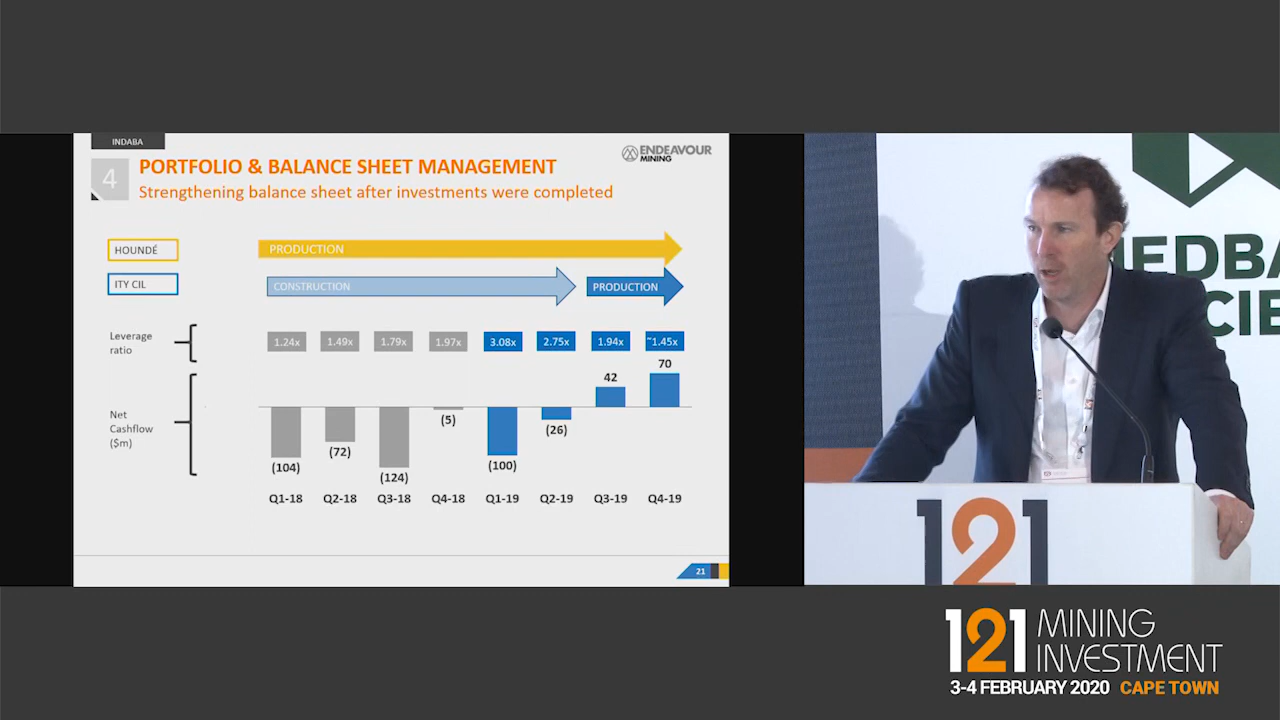 INDABA
ENDEAVOUR
MINING
4
PORTFOLIO & BALANCE SHEET MANAGEMENT
Strengthening balance sheet after investments were completed
HOUNDÉ
PRODUCTION
ITY CIL
CONSTRUCTION
PRODUCTION
Leverage
ratio
1.24x 1.49x 1.79x 1.97x 3.08x 2.75x 1.94x ~1.45x
Net
Cashflow
($m)
(104) (72) (124) (5) (100) (26) 42 70
Q1-18 Q2-18 Q3-18 Q4-18 Q1-19 Q2-19 Q3-19 Q4-19
21
121
121 MINING
INVESTMENT
3-4 FEBRUARY 2020 CAPE TOWN